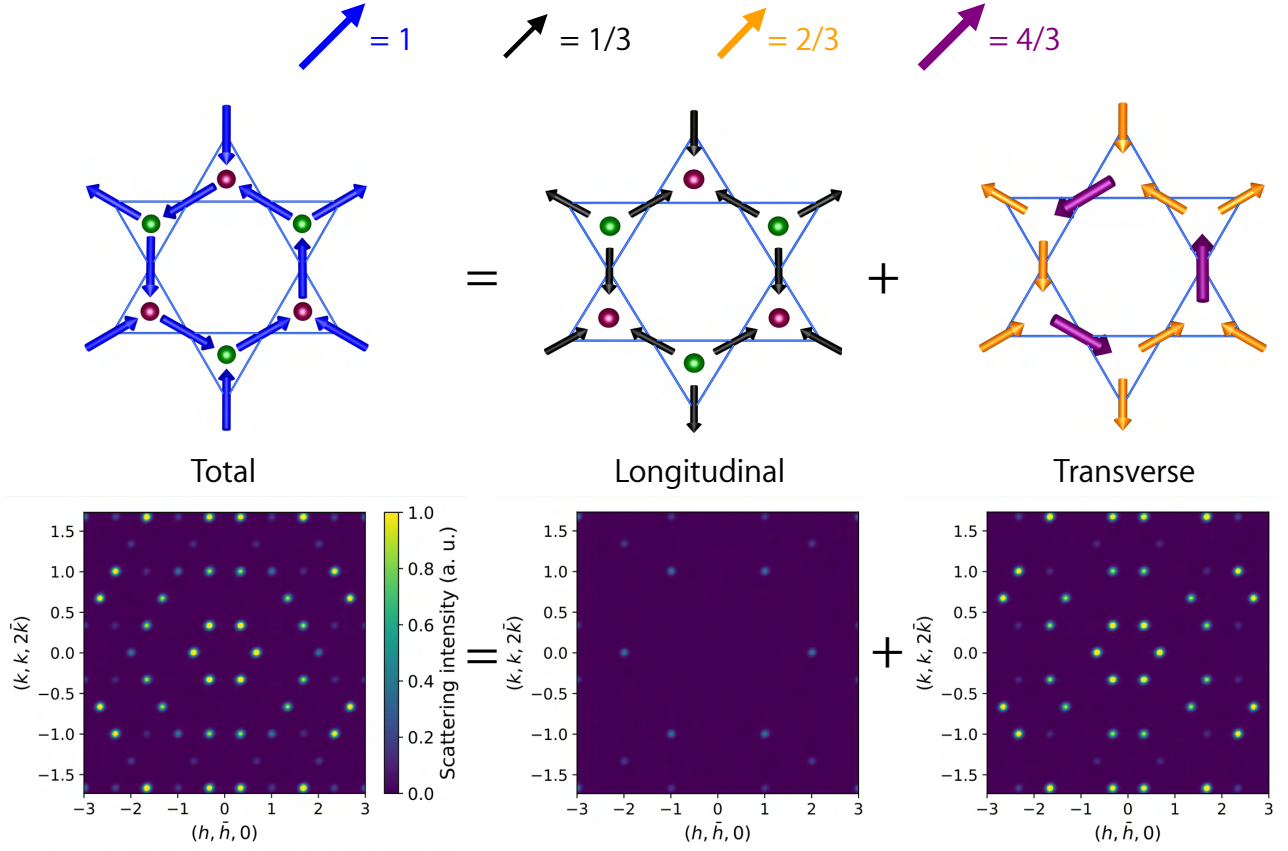 = 1 = 1/3 = 2/3 = 4/3
= +
Total Longitudinal Transverse
1.5
1.0
0.5
0.0
−0.5
−1.0
−1.5
−3 −2 −1 0 1 2 3
(k, k, 2k̄)
(h, h̄, 0)
1.0
0.8
0.6
0.4
0.2
0.0
Scattering intensity (a. u.)
=
1.5
1.0
0.5
0.0
−0.5
−1.0
−1.5
−3 −2 −1 0 1 2 3
(k, k, 2k̄)
(h, h̄, 0)
+
1.5
1.0
0.5
0.0
−0.5
−1.0
−1.5
−3 −2 −1 0 1 2 3
(k, k, 2k̄)
(h, h̄, 0)